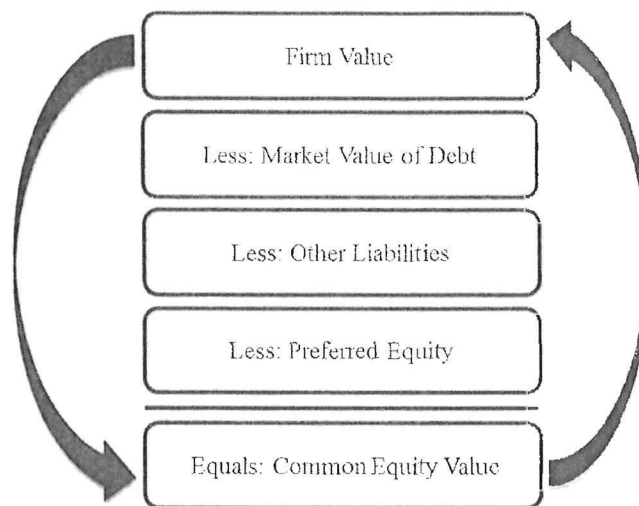 Firm Value
Less: Market Value of Debt
Less: Other Liabilities
Less: Preferred Equity
Equals: Common Equity Value